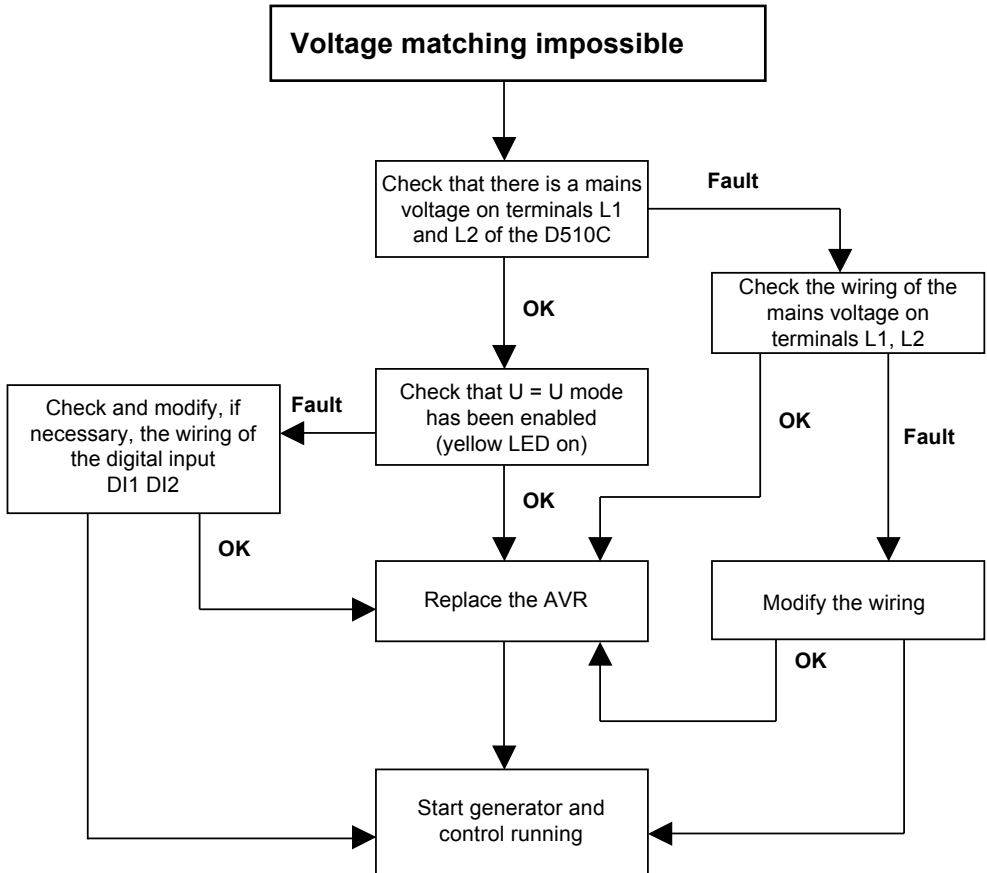 Voltage matching impossible
Check that there is a mains
voltage on terminals L1
and L2 of the D510C
Fault
Check the wiring of the
mains voltage on
terminals L1, L2
OK
Check that U = U mode
has been enabled
(yellow LED on)
Fault
Check and modify, if
necessary, the wiring of
the digital input
DI1 DI2
OK
Fault
OK
OK
Replace the AVR
Modify the wiring
OK
Start generator and
control running